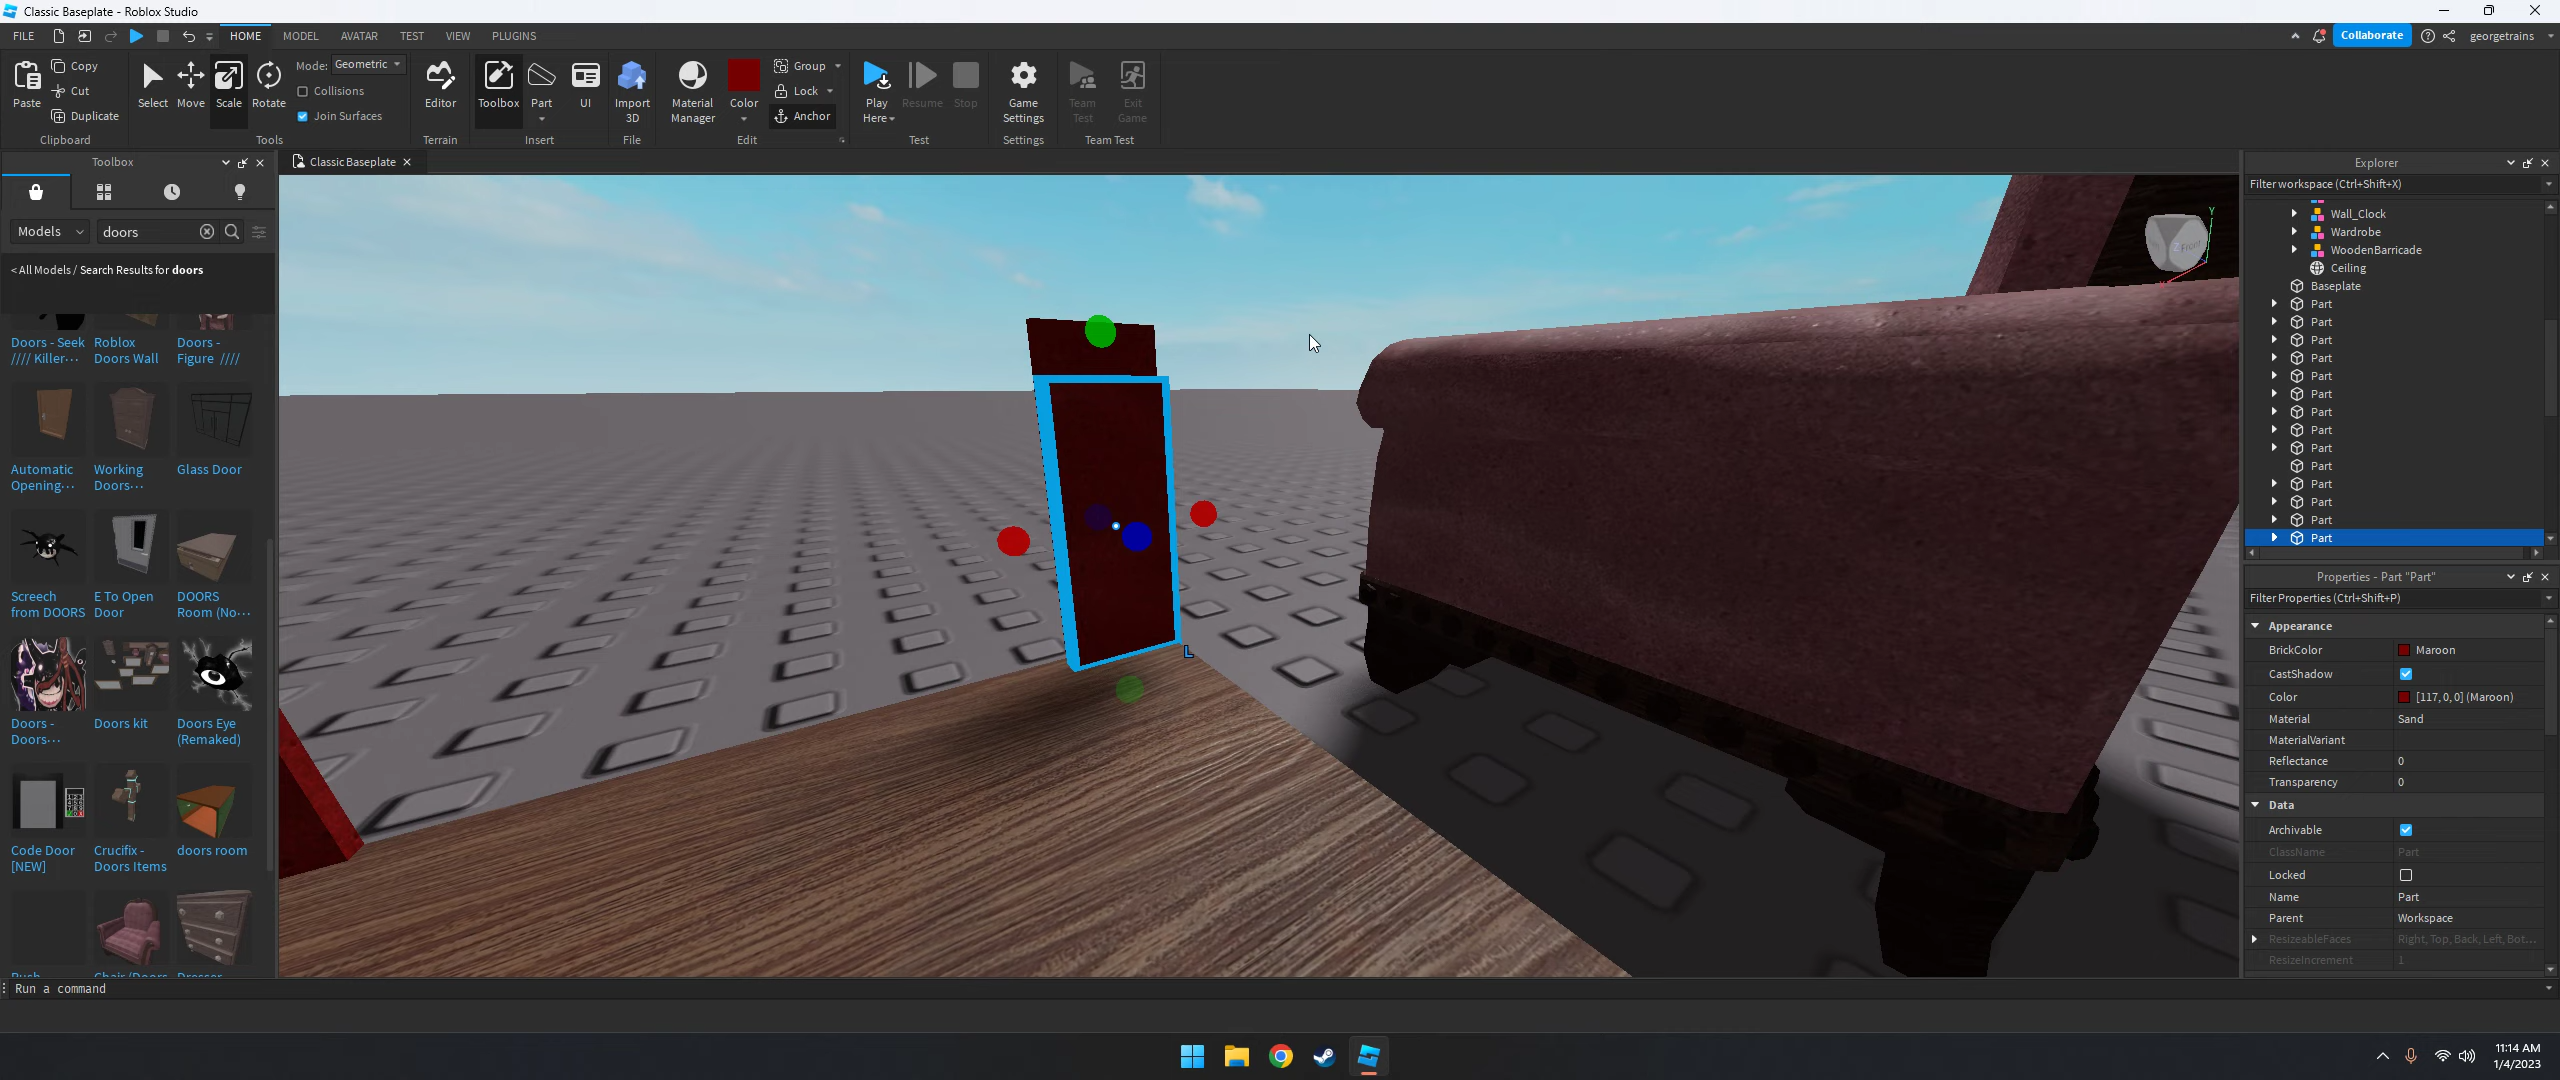 Classic Baseplate - Roblox Studio
FILE
HOME
MODEL
AVATAR
TEST
VIEW
PLUGINS
Collaborate
georgetrains
Paste
Copy
Cut
Duplicate
Clipboard
Select
Move
Scale
Rotate
Mode:
Geometric
Collisions
Join Surfaces
Tools
Editor
Terrain
Toolbox
Part
UI
Insert
Import
3D
File
Material
Manager
Color
Group
Lock
Anchor
Edit
Play
Here
Resume
Stop
Test
Game
Settings
Settings
Team
Test
Exit
Game
Team Test
Toolbox
Models
doors
< All Models / Search Results for doors
Doors - Seek
//// Killer...
Roblox
Doors Wall
Doors -
Figure ////
Automatic
Opening...
Working
Doors...
Glass Door
Screech
from DOORS
E To Open
Door
DOORS
Room (No...
Doors -
Doors...
Doors kit
Doors Eye
(Remaked)
Code Door
[NEW]
Crucifix -
Doors Items
doors room
Classic Baseplate
Z Front
Y
L
Explorer
Filter workspace (Ctrl+Shift+X)
Wall_Clock
Wardrobe
WoodenBarricade
Ceiling
Baseplate
Part
Part
Part
Part
Part
Part
Part
Part
Part
Part
Part
Part
Part
Part
Properties - Part "Part"
Filter Properties (Ctrl+Shift+P)
Appearance
BrickColor
Maroon
CastShadow
Color
[117, 0, 0] (Maroon)
Material
Sand
MaterialVariant
Reflectance
0
Transparency
0
Data
Archivable
ClassName
Part
Locked
Name
Part
Parent
Workspace
ResizeableFaces
Right, Top, Back, Left, Bot...
ResizeIncrement
1
Run a command
11:14 AM
1/4/2023